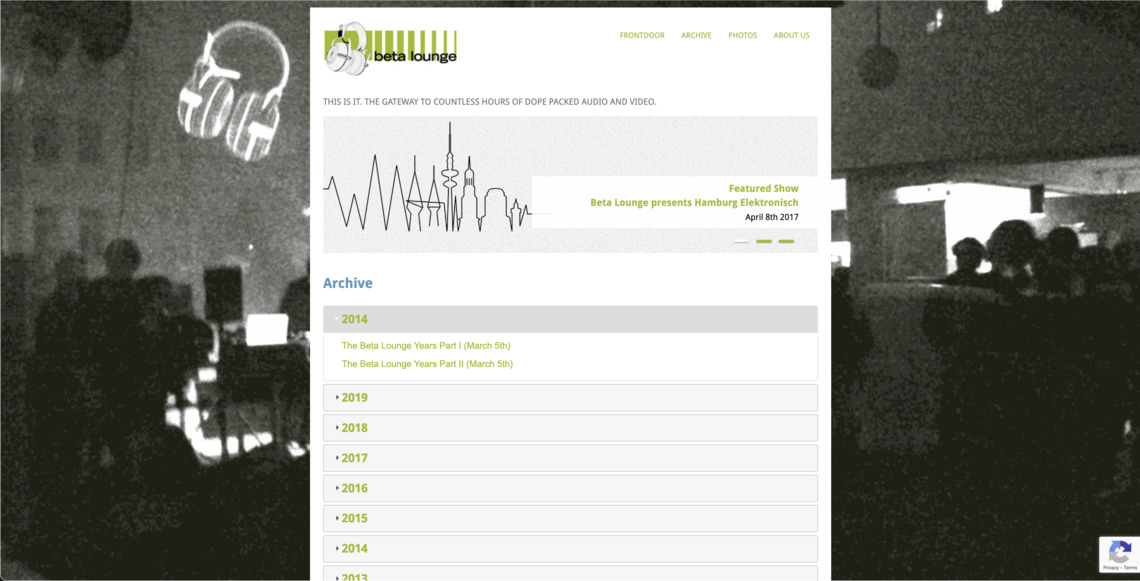 beta lounge
FRONTDOOR ARCHIVE PHOTOS ABOUT US
THIS IS IT. THE GATEWAY TO COUNTLESS HOURS OF DOPE PACKED AUDIO AND VIDEO.
Featured Show
Beta Lounge presents Hamburg Elektronisch
April 8th 2017
Archive
2014
The Beta Lounge Years Part I (March 5th)
The Beta Lounge Years Part II (March 5th)
2019
2018
2017
2016
2015
2014
2013
Privacy - Terms